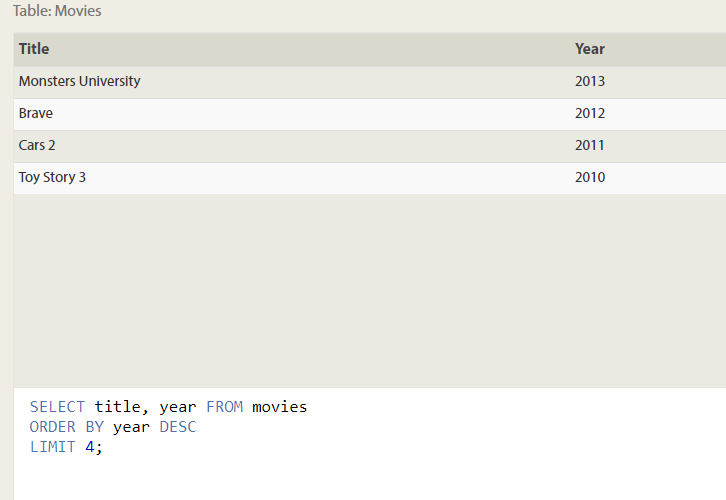 Table: Movies
Title Year
Monsters University 2013
Brave 2012
Cars 2 2011
Toy Story 3 2010
SELECT title, year FROM movies
ORDER BY year DESC
LIMIT 4;